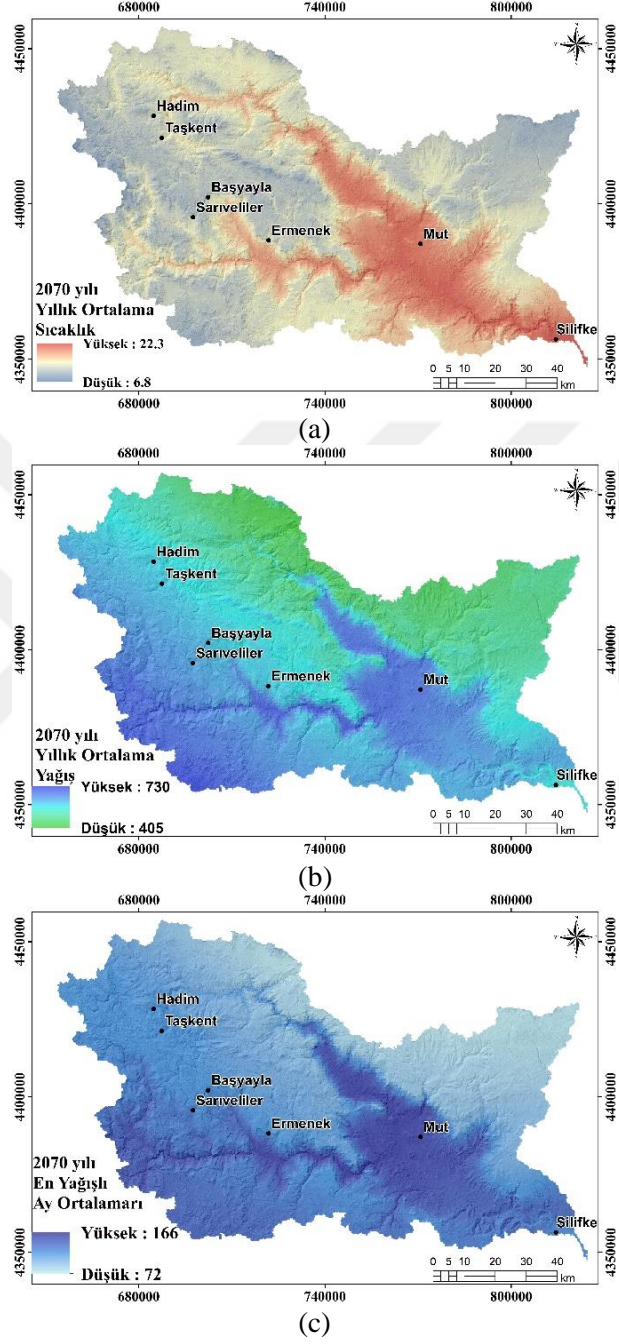 680000 740000 800000
4450000 4450000
Hadim
Taşkent
Başyayla
4400000 4400000
Sarıveliler
Ermenek
Mut
2070 yılı
Yıllık Ortalama
Sıcaklık
Silifke
Yüksek : 22.3
4350000 4350000
Düşük : 6.8
0 5 10 20 30 40
km
680000 740000 800000
(a)
680000 740000 800000
4450000 4450000
Hadim
Taşkent
Başyayla
4400000 4400000
Sarıveliler
Ermenek
Mut
2070 yılı
Yıllık Ortalama
Yağış
Silifke
Yüksek : 730
4350000 4350000
Düşük : 405
0 5 10 20 30 40
km
680000 740000 800000
(b)
680000 740000 800000
4450000 4450000
Hadim
Taşkent
Başyayla
4400000 4400000
Sarıveliler
Ermenek
Mut
2070 yılı
En Yağışlı
Ay Ortalamarı
Silifke
Yüksek : 166
4350000 4350000
Düşük : 72
0 5 10 20 30 40
km
680000 740000 800000
(c)